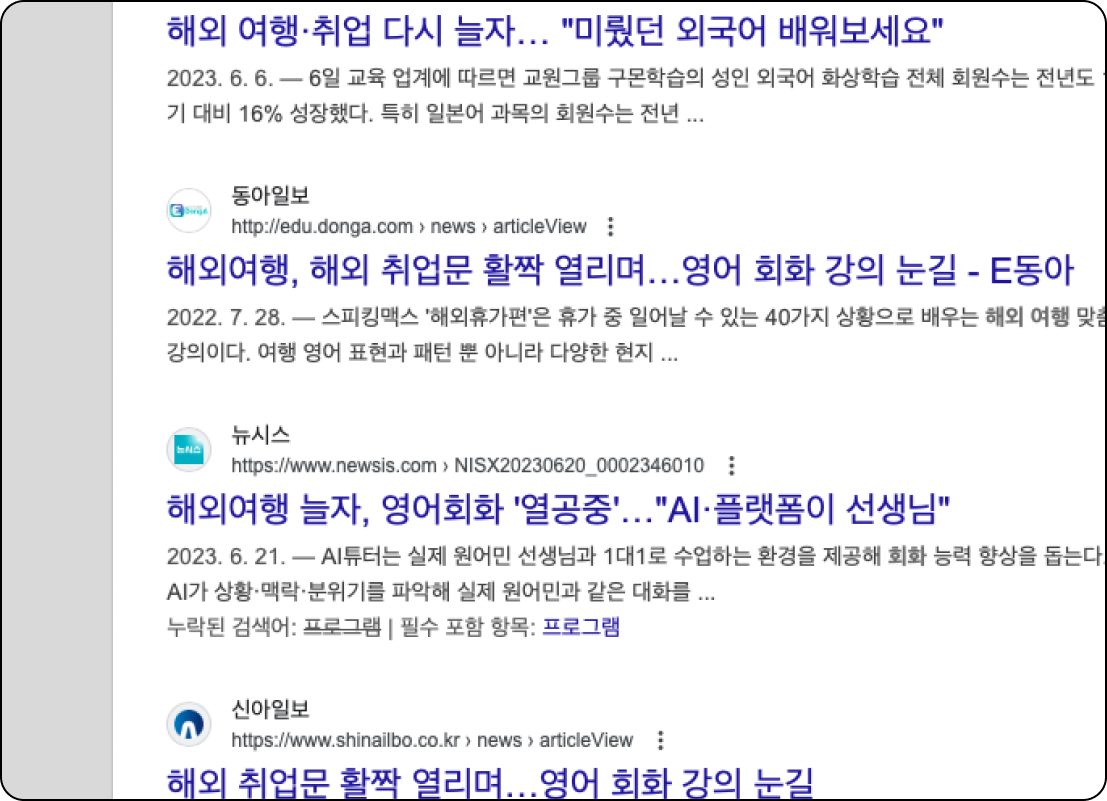 해외 여행·취업 다시 늘자... "미뤘던 외국어 배워보세요"
2023. 6. 6. — 6일 교육 업계에 따르면 교원그룹 구몬학습의 성인 외국어 화상학습 전체 회원수는 전년도
기 대비 16% 성장했다. 특히 일본어 과목의 회원수는 전년 ...
동아일보
http://edu.donga.com › news › articleView
해외여행, 해외 취업문 활짝 열리며...영어 회화 강의 눈길 - E동아
2022. 7. 28. — 스피킹맥스 '해외휴가편'은 휴가 중 일어날 수 있는 40가지 상황으로 배우는 해외 여행 맞춤
강의이다. 여행 영어 표현과 패턴 뿐 아니라 다양한 현지 ...
뉴시스
뉴시스
https://www.newsis.com › NISX20230620_0002346010
해외여행 늘자, 영어회화 '열공중'..."AI·플랫폼이 선생님"
2023. 6. 21. — AI튜터는 실제 원어민 선생님과 1대1로 수업하는 환경을 제공해 회화 능력 향상을 돕는다.
AI가 상황·맥락·분위기를 파악해 실제 원어민과 같은 대화를 ...
누락된 검색어: 프로그램 | 필수 포함 항목: 프로그램
신아일보
https://www.shinailbo.co.kr › news › articleView
해외 취업문 활짝 열리며...영어 회화 강의 눈길